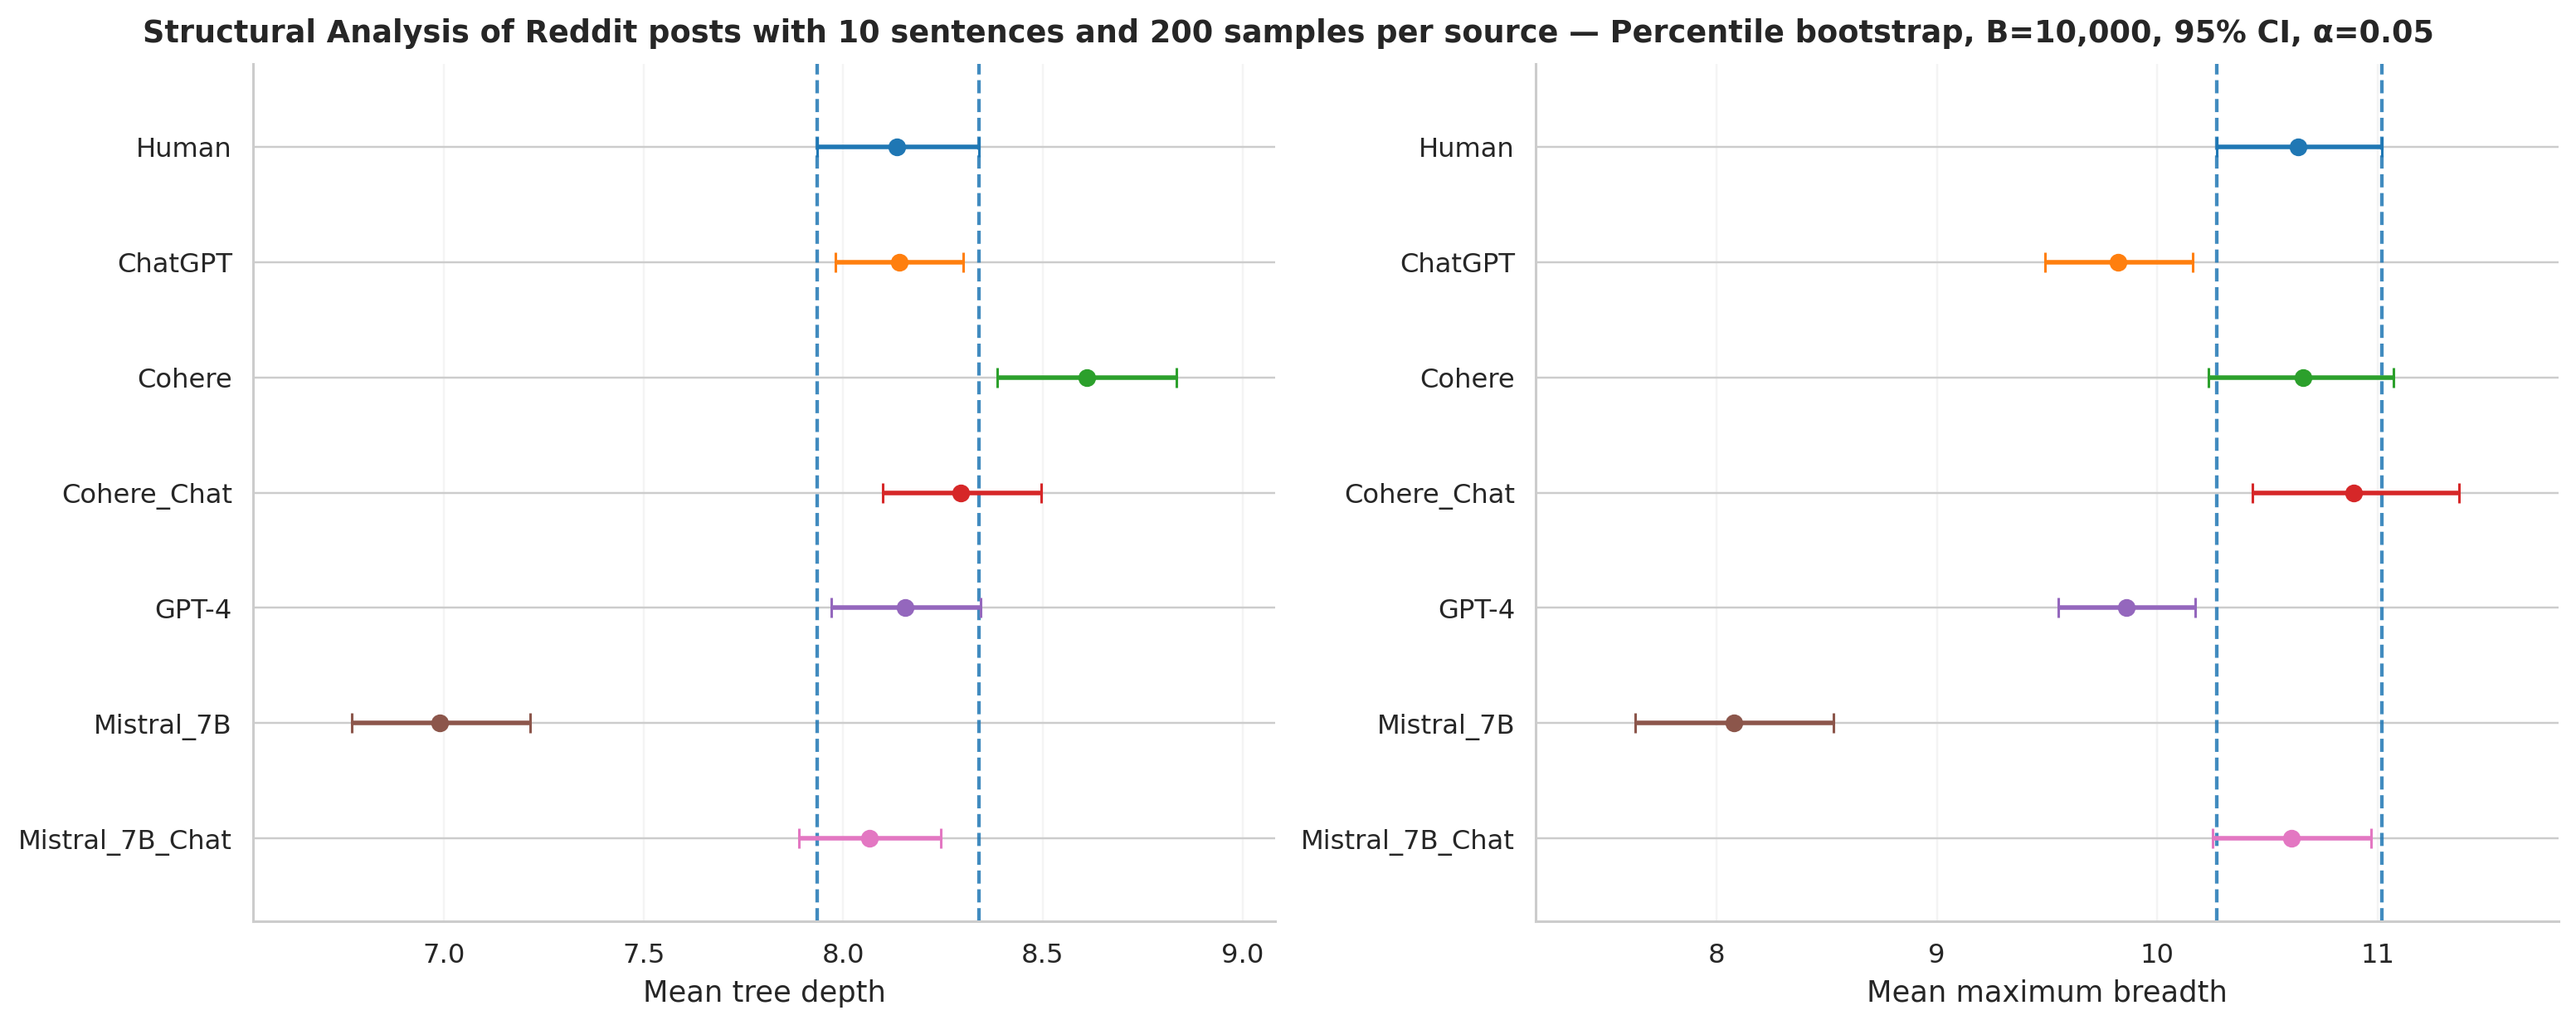 Structural Analysis of Reddit posts with 10 sentences and 200 samples per source — Percentile bootstrap, B=10,000, 95% CI, α=0.05
Human
ChatGPT
Cohere
Cohere_Chat
GPT-4
Mistral_7B
Mistral_7B_Chat
7.0 7.5 8.0 8.5 9.0
Mean tree depth
Human
ChatGPT
Cohere
Cohere_Chat
GPT-4
Mistral_7B
Mistral_7B_Chat
8 9 10 11
Mean maximum breadth